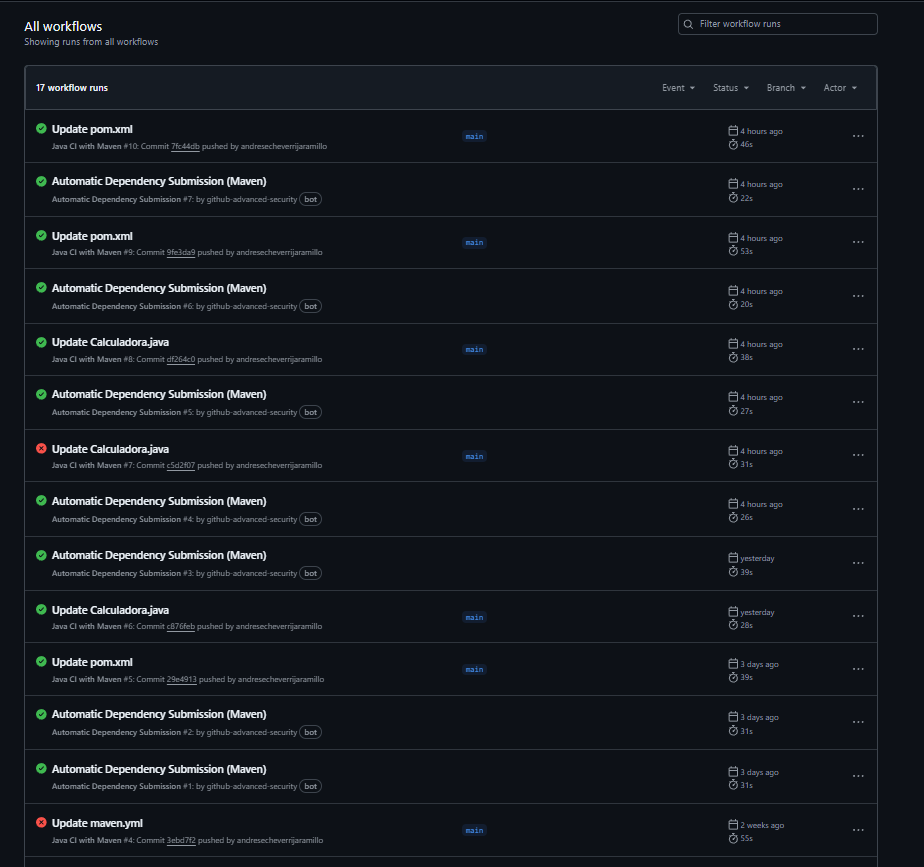 All workflows
Filter workflow runs
Showing runs from all workflows
17 workflow runs
Event
Status
Branch
Actor
Update pom.xml
main
4 hours ago
Java CI with Maven #10: Commit 7fc44db pushed by andresecheverrijaramillo
46s
Automatic Dependency Submission (Maven)
4 hours ago
Automatic Dependency Submission #7: by github-advanced-security bot
22s
Update pom.xml
main
4 hours ago
Java CI with Maven #9: Commit 9fe3da9 pushed by andresecheverrijaramillo
53s
Automatic Dependency Submission (Maven)
4 hours ago
Automatic Dependency Submission #6: by github-advanced-security bot
20s
Update Calculadora.java
main
4 hours ago
Java CI with Maven #8: Commit df264c0 pushed by andresecheverrijaramillo
38s
Automatic Dependency Submission (Maven)
4 hours ago
Automatic Dependency Submission #5: by github-advanced-security bot
27s
Update Calculadora.java
main
4 hours ago
Java CI with Maven #7: Commit c5d2f07 pushed by andresecheverrijaramillo
31s
Automatic Dependency Submission (Maven)
4 hours ago
Automatic Dependency Submission #4: by github-advanced-security bot
26s
Automatic Dependency Submission (Maven)
yesterday
Automatic Dependency Submission #3: by github-advanced-security bot
39s
Update Calculadora.java
main
yesterday
Java CI with Maven #6: Commit c876feb pushed by andresecheverrijaramillo
28s
Update pom.xml
main
3 days ago
Java CI with Maven #5: Commit 29e4913 pushed by andresecheverrijaramillo
39s
Automatic Dependency Submission (Maven)
3 days ago
Automatic Dependency Submission #2: by github-advanced-security bot
31s
Automatic Dependency Submission (Maven)
3 days ago
Automatic Dependency Submission #1: by github-advanced-security bot
31s
Update maven.yml
main
2 weeks ago
Java CI with Maven #4: Commit 3ebd7f2 pushed by andresecheverrijaramillo
55s